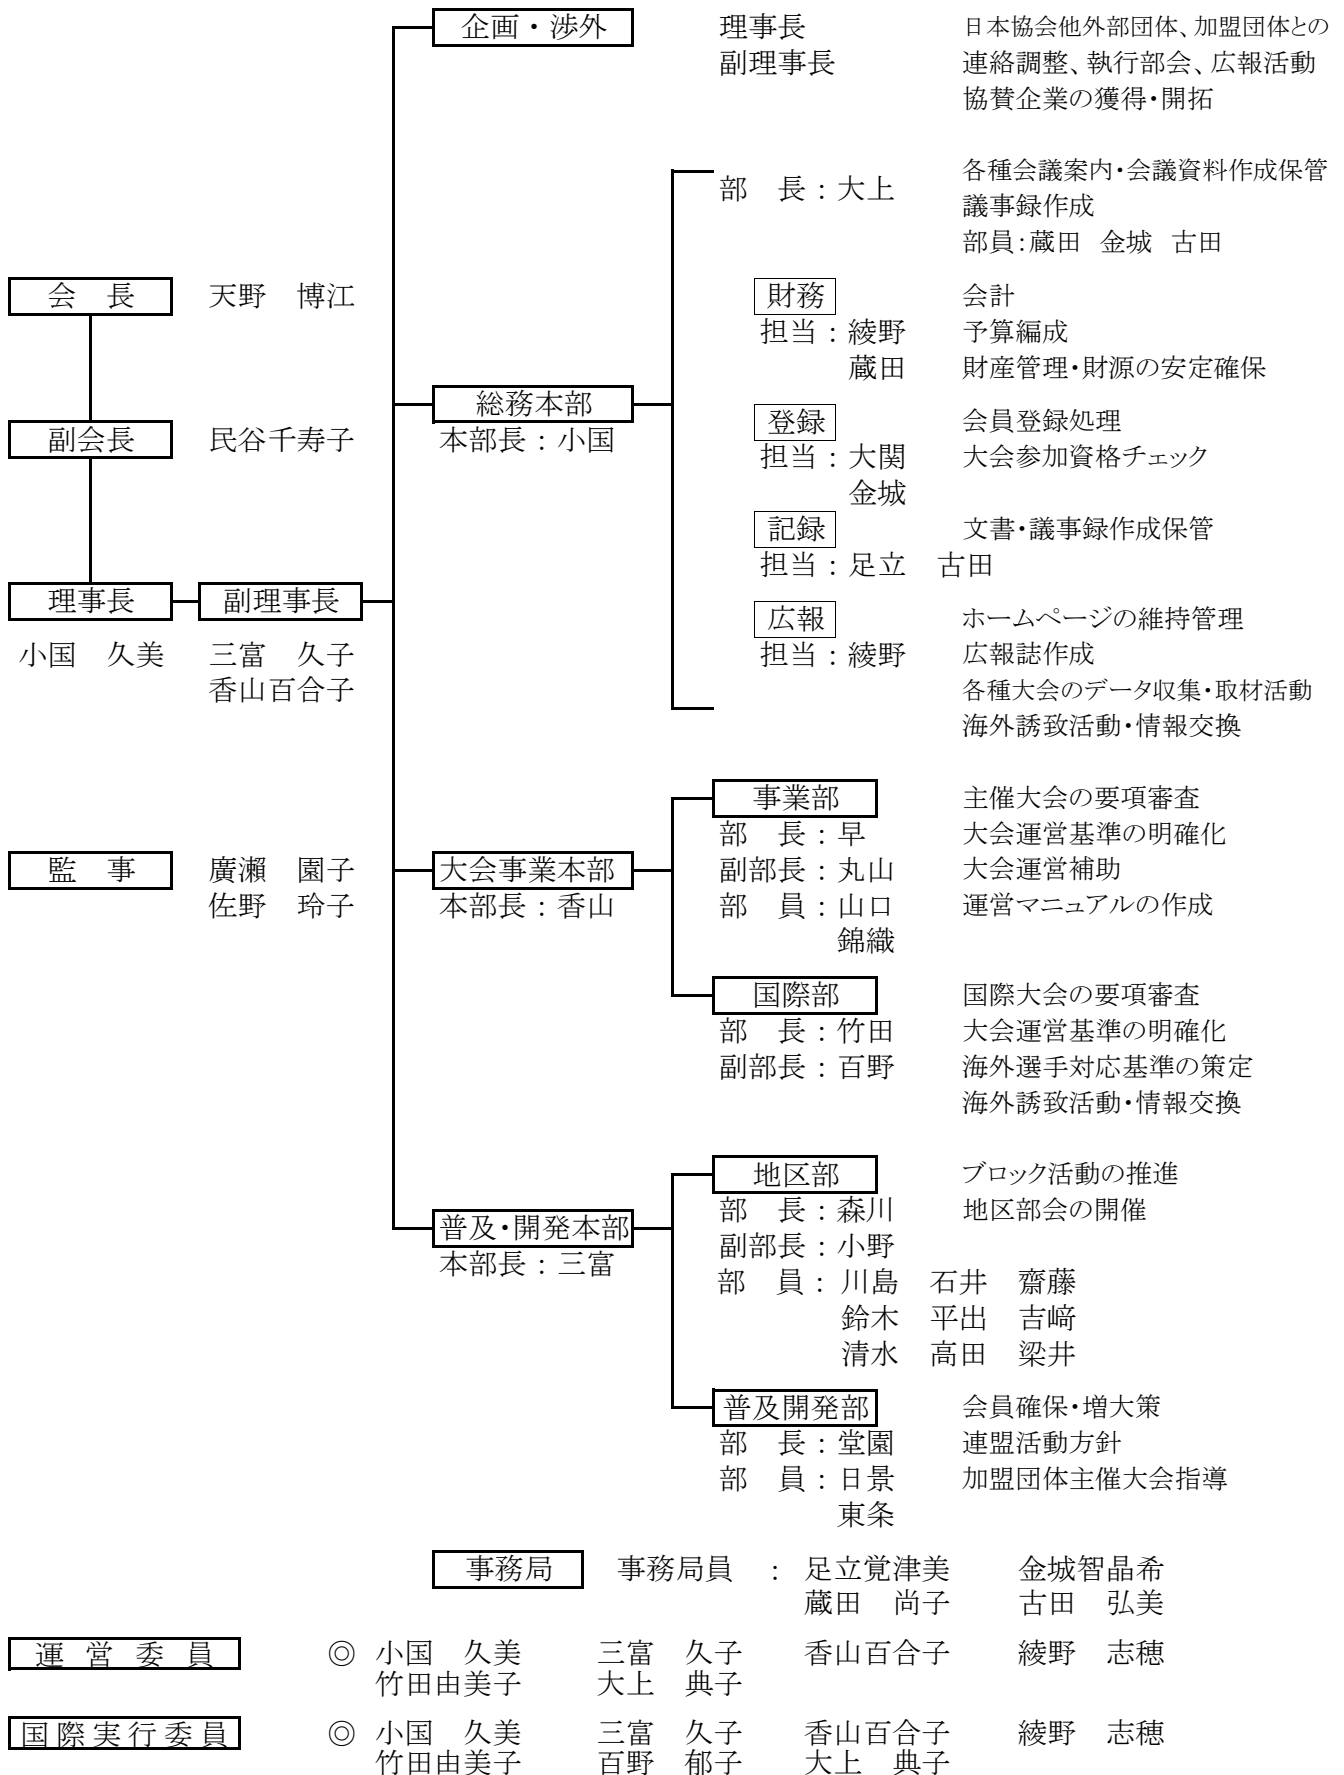 企画・渉外　理事長　日本協会他外部団体、加盟団体との
副理事長　連絡調整、執行部会、広報活動
協賛企業の獲得・開拓
各種会議案内・会議資料作成保管
部　長：大上
議事録作成
部員：蔵田　金城　古田
会　長　天野　博江
財務　会計
担当：綾野　予算編成
蔵田　財産管理・財源の安定確保
総務本部
登録　会員登録処理
副会長　民谷千寿子
本部長：小国
担当：大関　大会参加資格チェック
金城
記録　文書・議事録作成保管
担当：足立　古田
理事長　副理事長
広報　ホームページの維持管理
小国　久美　三富　久子
担当：綾野　広報誌作成
香山百合子
各種大会のデータ収集・取材活動
海外誘致活動・情報交換
事業部　主催大会の要項審査
部　長：早　大会運営基準の明確化
監　事　廣瀬　園子
大会事業本部
副部長：丸山　大会運営補助
佐野　玲子
本部長：香山
部　員：山口　運営マニュアルの作成
錦織
国際部　国際大会の要項審査
部　長：竹田　大会運営基準の明確化
副部長：百野　海外選手対応基準の策定
海外誘致活動・情報交換
地区部　ブロック活動の推進
部　長：森川　地区部会の開催
普及・開発本部
副部長：小野
本部長：三富
部　員：川島　石井　齋藤
鈴木　平出　吉﨑
清水　高田　梁井
普及開発部　会員確保・増大策
部　長：堂園　連盟活動方針
部　員：日景　加盟団体主催大会指導
東条
事務局　事務局員　：　足立覚津美　金城智晶希
蔵田　尚子　古田　弘美
運営委員　◎　小国　久美　三富　久子　香山百合子　綾野　志穂
竹田由美子　大上　典子
国際実行委員　◎　小国　久美　三富　久子　香山百合子　綾野　志穂
竹田由美子　百野　郁子　大上　典子